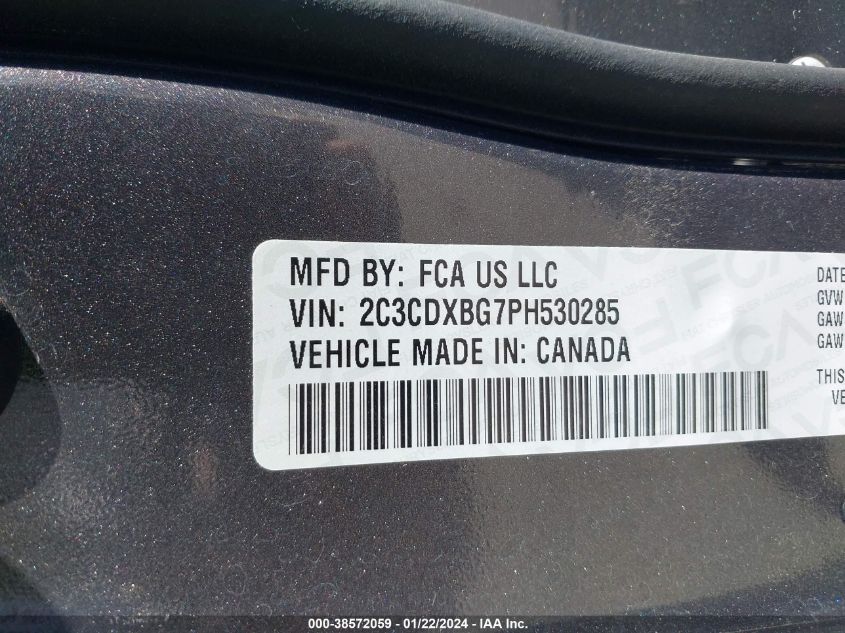 MFD BY: FCA US LLC
VIN: 2C3CDXBG7PH530285
VEHICLE MADE IN: CANADA
DATE
GVW
GAW
GAW
THIS
VE
000-38572059 - 01/22/2024 - IAA Inc.